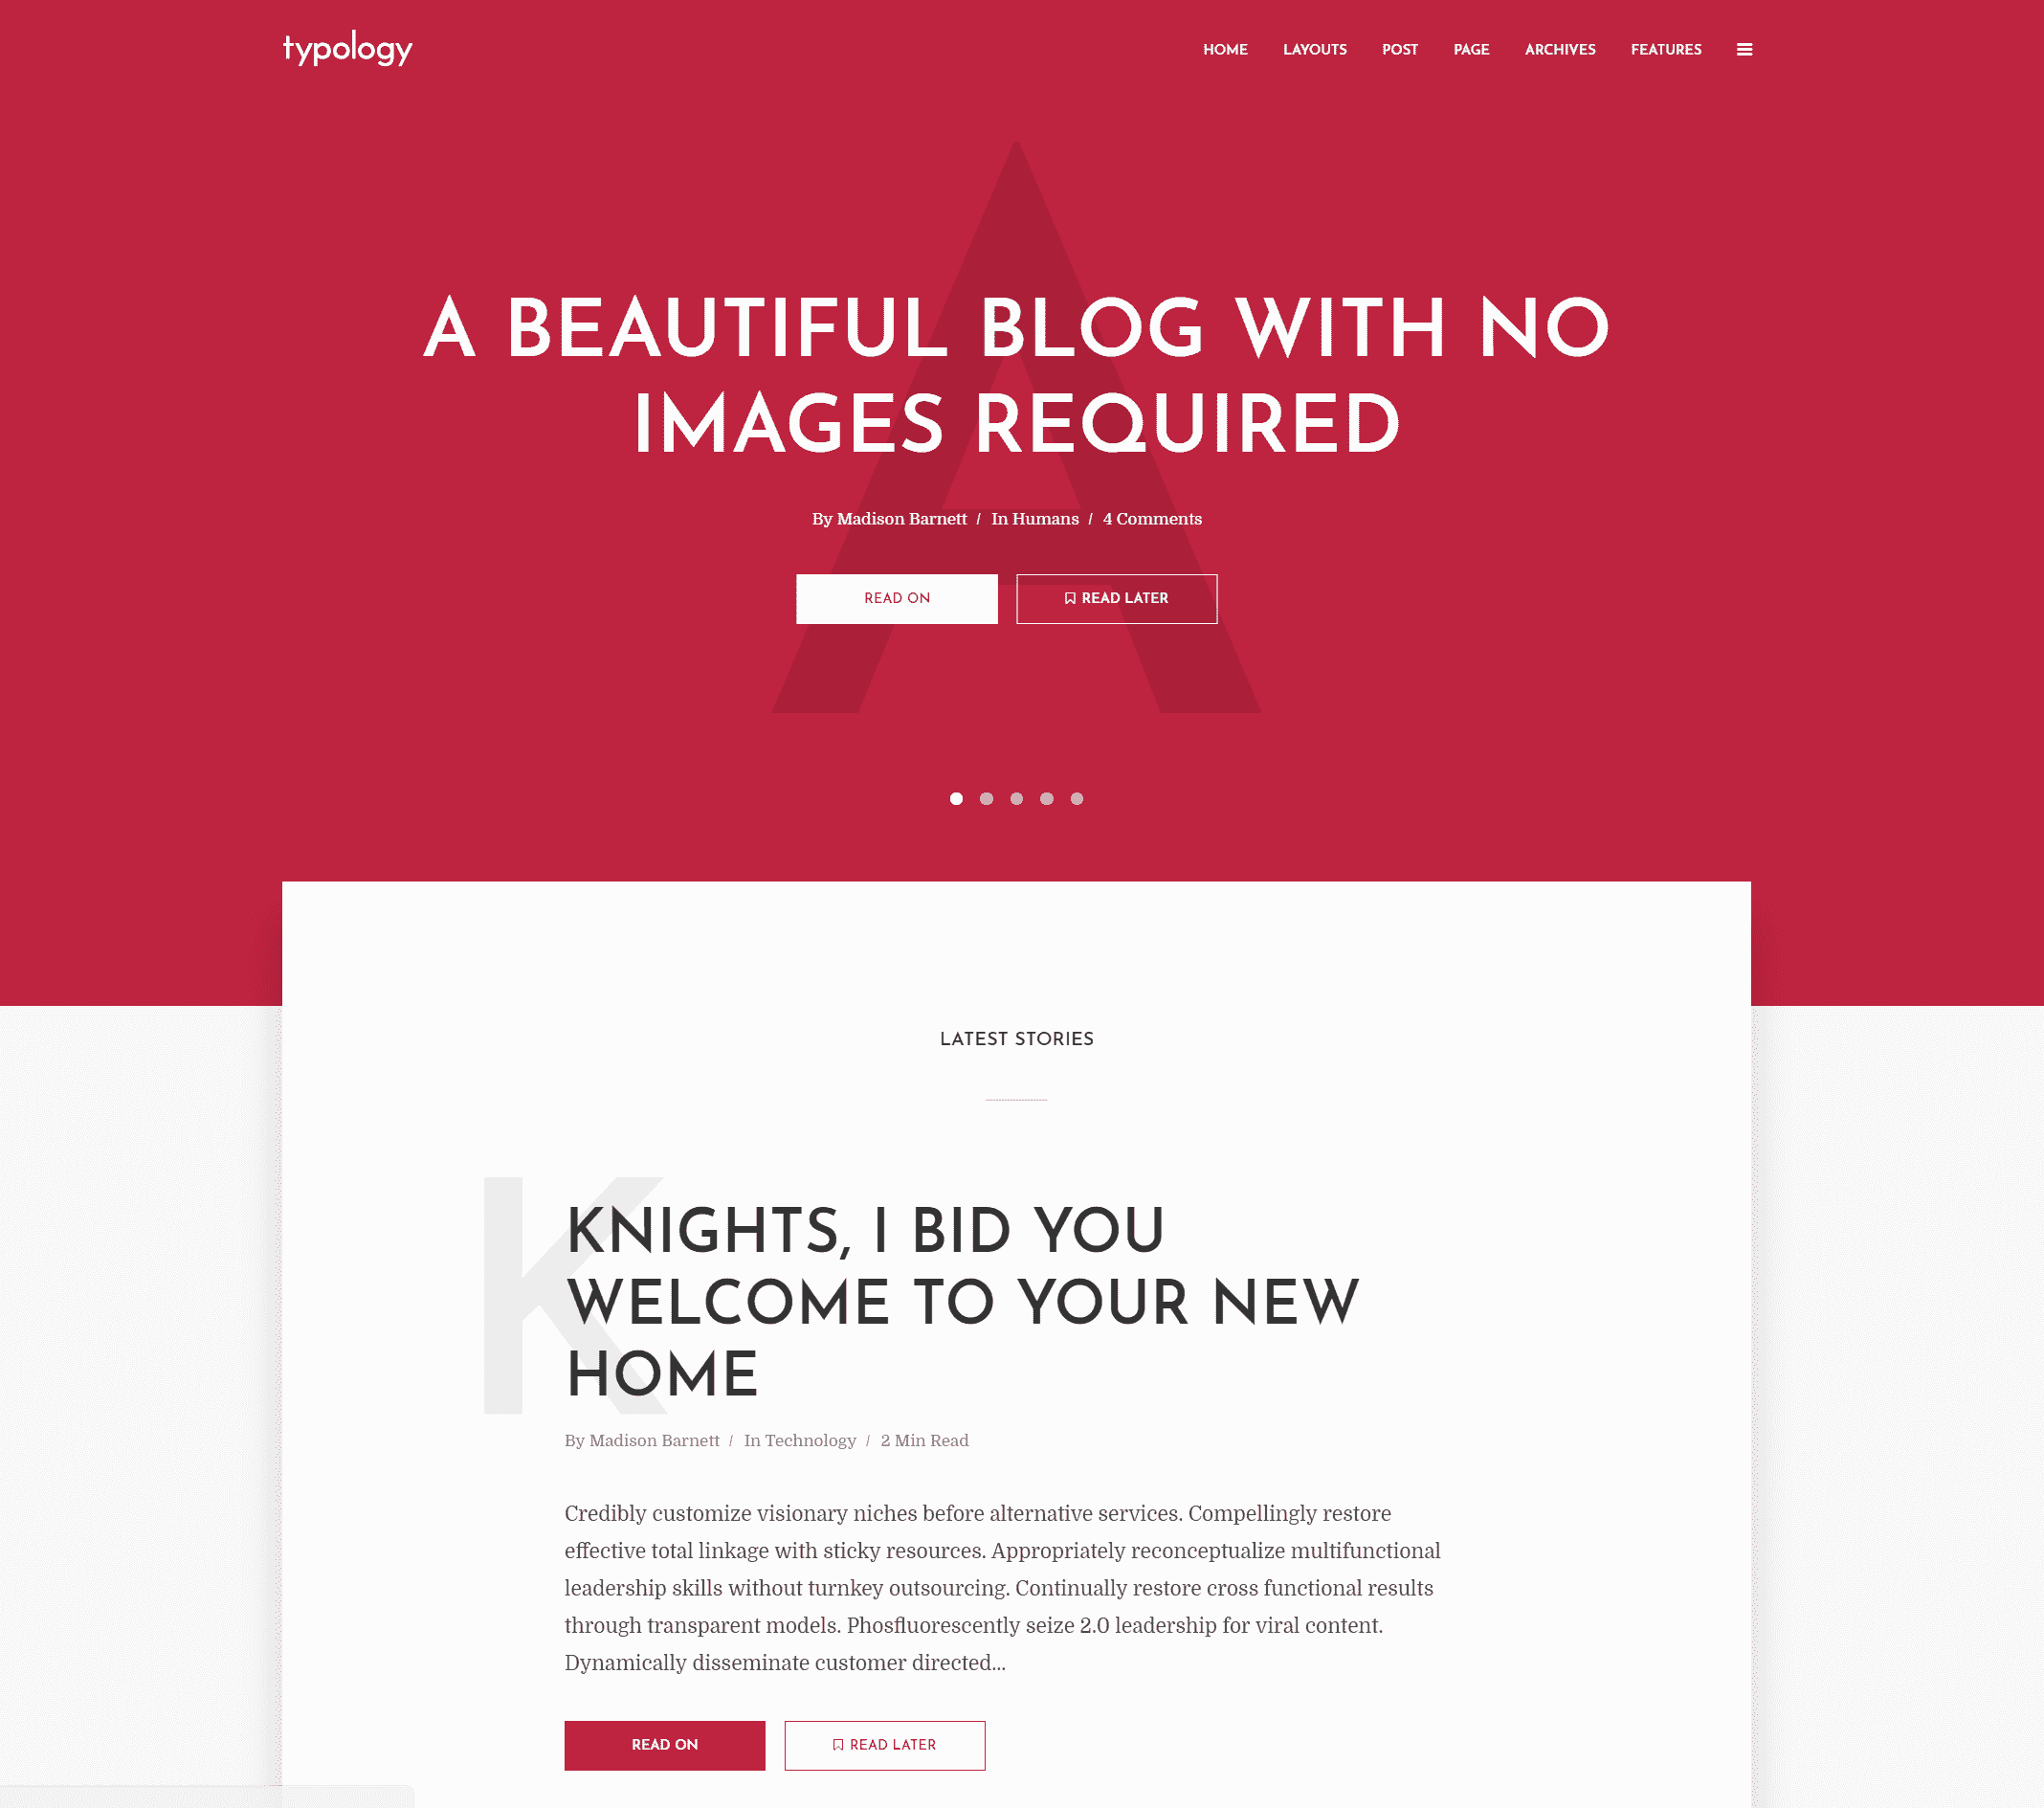 typology
HOME LAYOUTS POST PAGE ARCHIVES FEATURES
A
A BEAUTIFUL BLOG WITH NO
IMAGES REQUIRED
By Madison Barnett / In Humans / 4 Comments
READ ON READ LATER
LATEST STORIES
K
KNIGHTS, I BID YOU
WELCOME TO YOUR NEW
HOME
By Madison Barnett / In Technology / 2 Min Read
Credibly customize visionary niches before alternative services. Compellingly restore
effective total linkage with sticky resources. Appropriately reconceptualize multifunctional
leadership skills without turnkey outsourcing. Continually restore cross functional results
through transparent models. Phosfluorescently seize 2.0 leadership for viral content.
Dynamically disseminate customer directed...
READ ON READ LATER